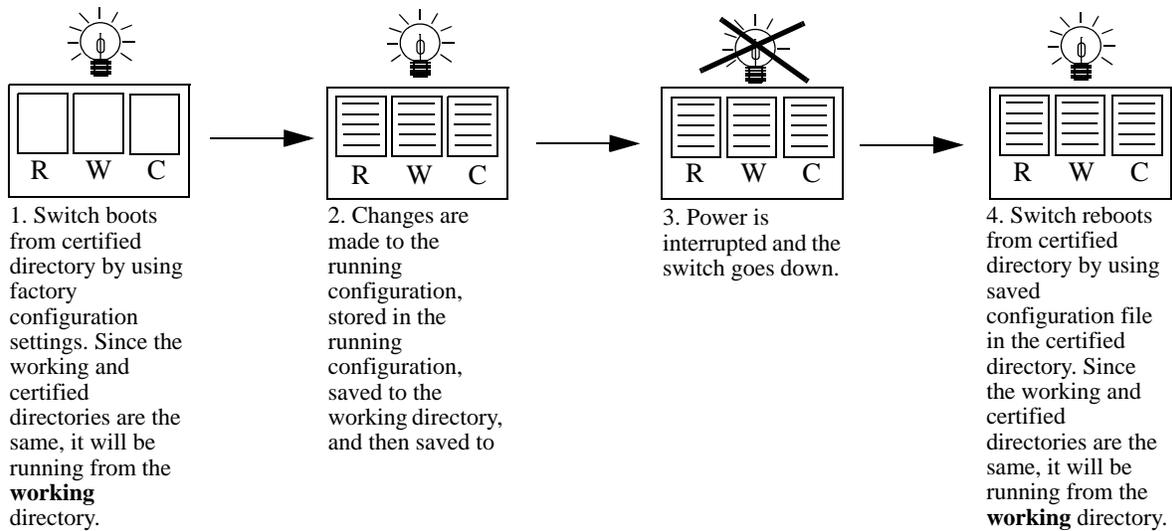 R W C
R W C
R W C
R W C
1. Switch boots
from certified
directory by using
factory
configuration
settings. Since the
working and
certified
directories are the
same, it will be
running from the
working
directory.
2. Changes are
made to the
running
configuration,
stored in the
running
configuration,
saved to the
working directory,
and then saved to
3. Power is
interrupted and the
switch goes down.
4. Switch reboots
from certified
directory by using
saved
configuration file
in the certified
directory. Since
the working and
certified
directories are the
same, it will be
running from the
working directory.